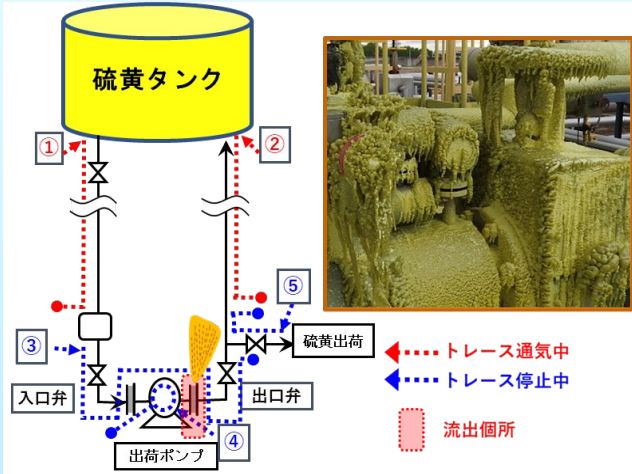 硫黄タンク
①
②
⑤
③
硫黄出荷
トレース通気中
トレース停止中
入口弁
出口弁
④
流出個所
出荷ポンプ